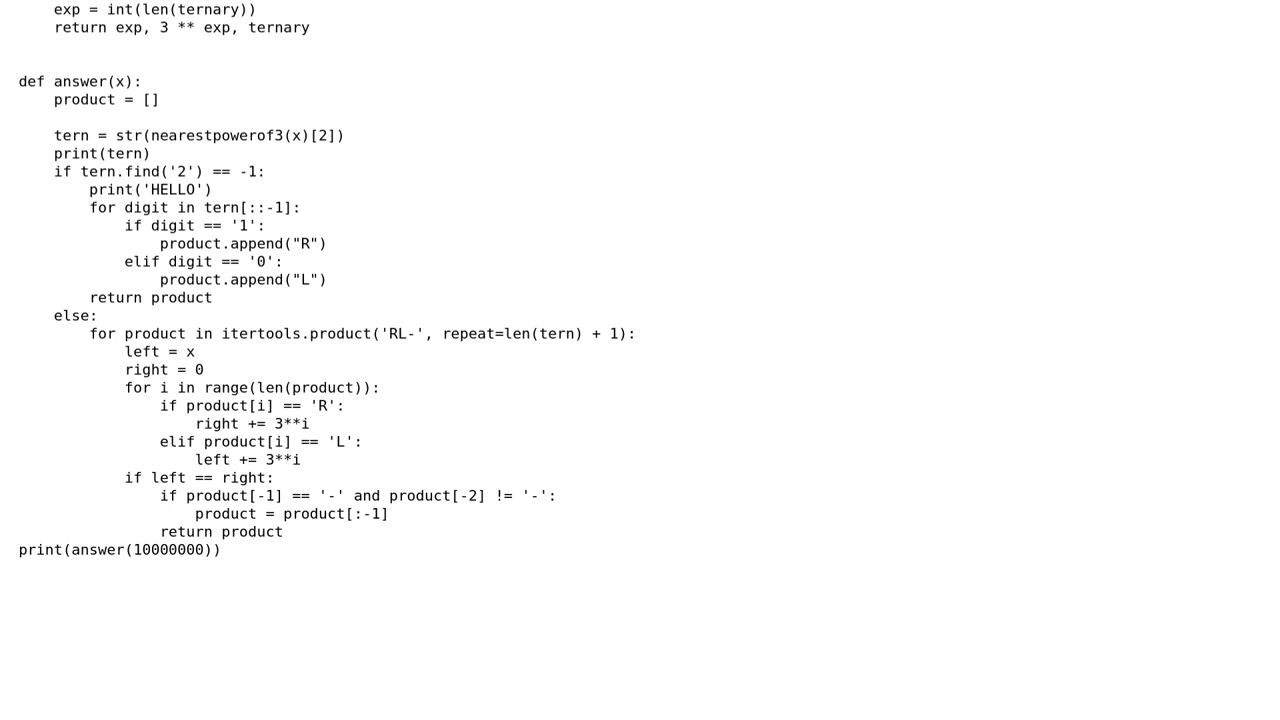 exp = int(len(ternary))
    return exp, 3 ** exp, ternary


def answer(x):
    product = []

    tern = str(nearestpowerof3(x)[2])
    print(tern)
    if tern.find('2') == -1:
        print('HELLO')
        for digit in tern[::-1]:
            if digit == '1':
                product.append("R")
            elif digit == '0':
                product.append("L")
        return product
    else:
        for product in itertools.product('RL-', repeat=len(tern) + 1):
            left = x
            right = 0
            for i in range(len(product)):
                if product[i] == 'R':
                    right += 3**i
                elif product[i] == 'L':
                    left += 3**i
            if left == right:
                if product[-1] == '-' and product[-2] != '-':
                    product = product[:-1]
                return product
print(answer(10000000))